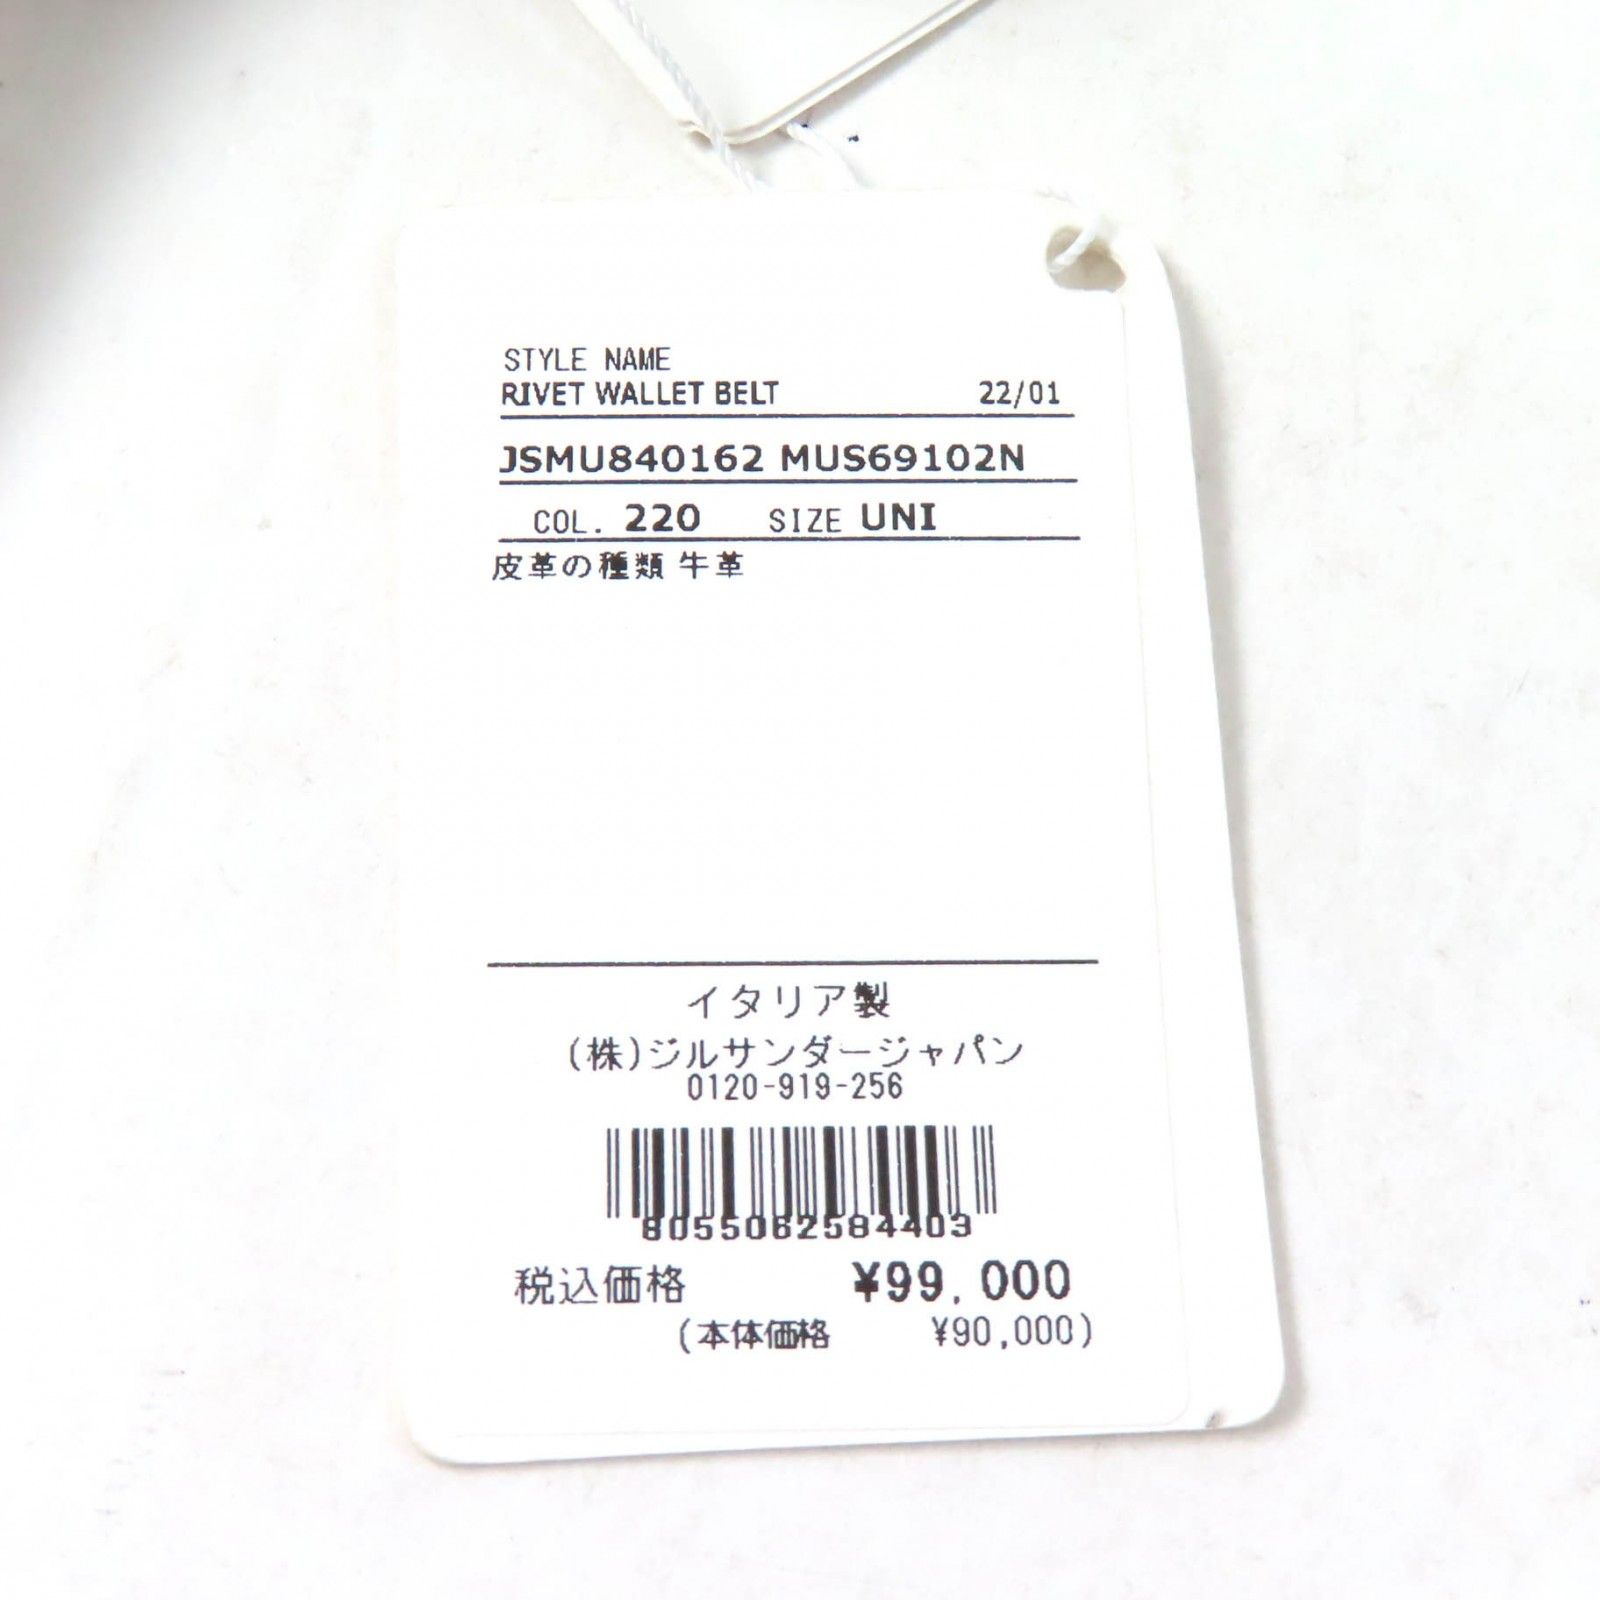 STYLE NAME
RIVET WALLET BELT 22/01
JSMU840162 MUS69102N
COL. 220 SIZE UNI
皮革の種類 牛革
イタリア製
(株)ジルサンダージャパン
0120-919-256
8055062584403
税込価格 ¥99,000
(本体価格 ¥90,000)